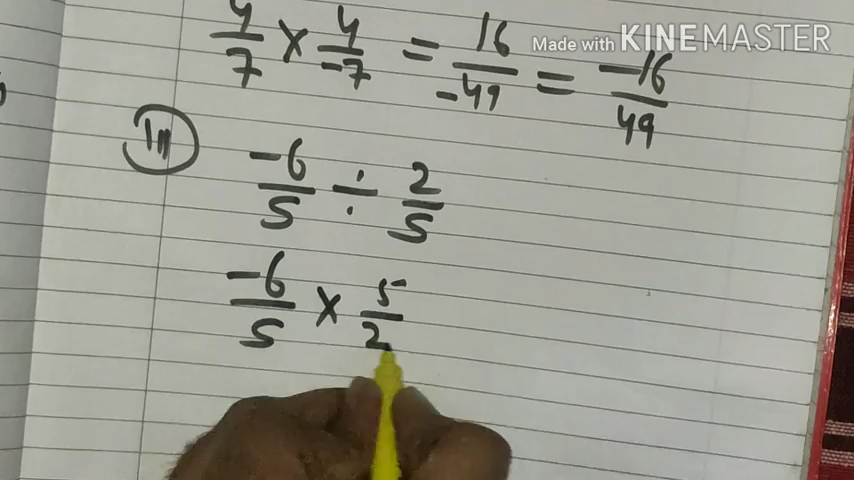 4/7 × 4/-7 = 16/-49 = -16/49
Made with KINEMASTER
III -6/5 ÷ 2/5
-6/5 × 5/2